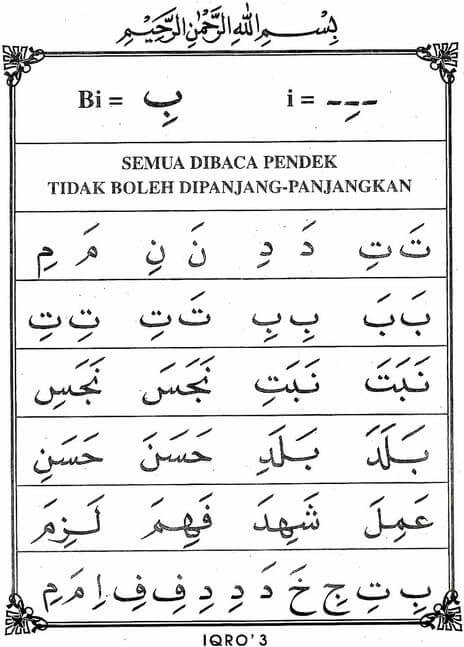 بِسْمِ اللهِ الرَّحْمٰنِ الرَّحِيْمِ
Bi = بِ i = -ِ-
SEMUA DIBACA PENDEK
TIDAK BOLEH DIPANJANG-PANJANGKAN
تَ تِ دَ دِ نَ نِ مَ مِ
بَ بَ بِ بِ تَ تِ تِ تِ
نَبَتَ نَبَتِ نَجَسَ نَجَسِ
بَلَدَ بَلَدِ حَسَنَ حَسَنِ
عَمِلَ شَهِدَ فَهِمَ لَزِمَ
بِ تِ جِ خَ دَ دِ دِ فِ فِ اِ مَ مِ
IQRO' 3